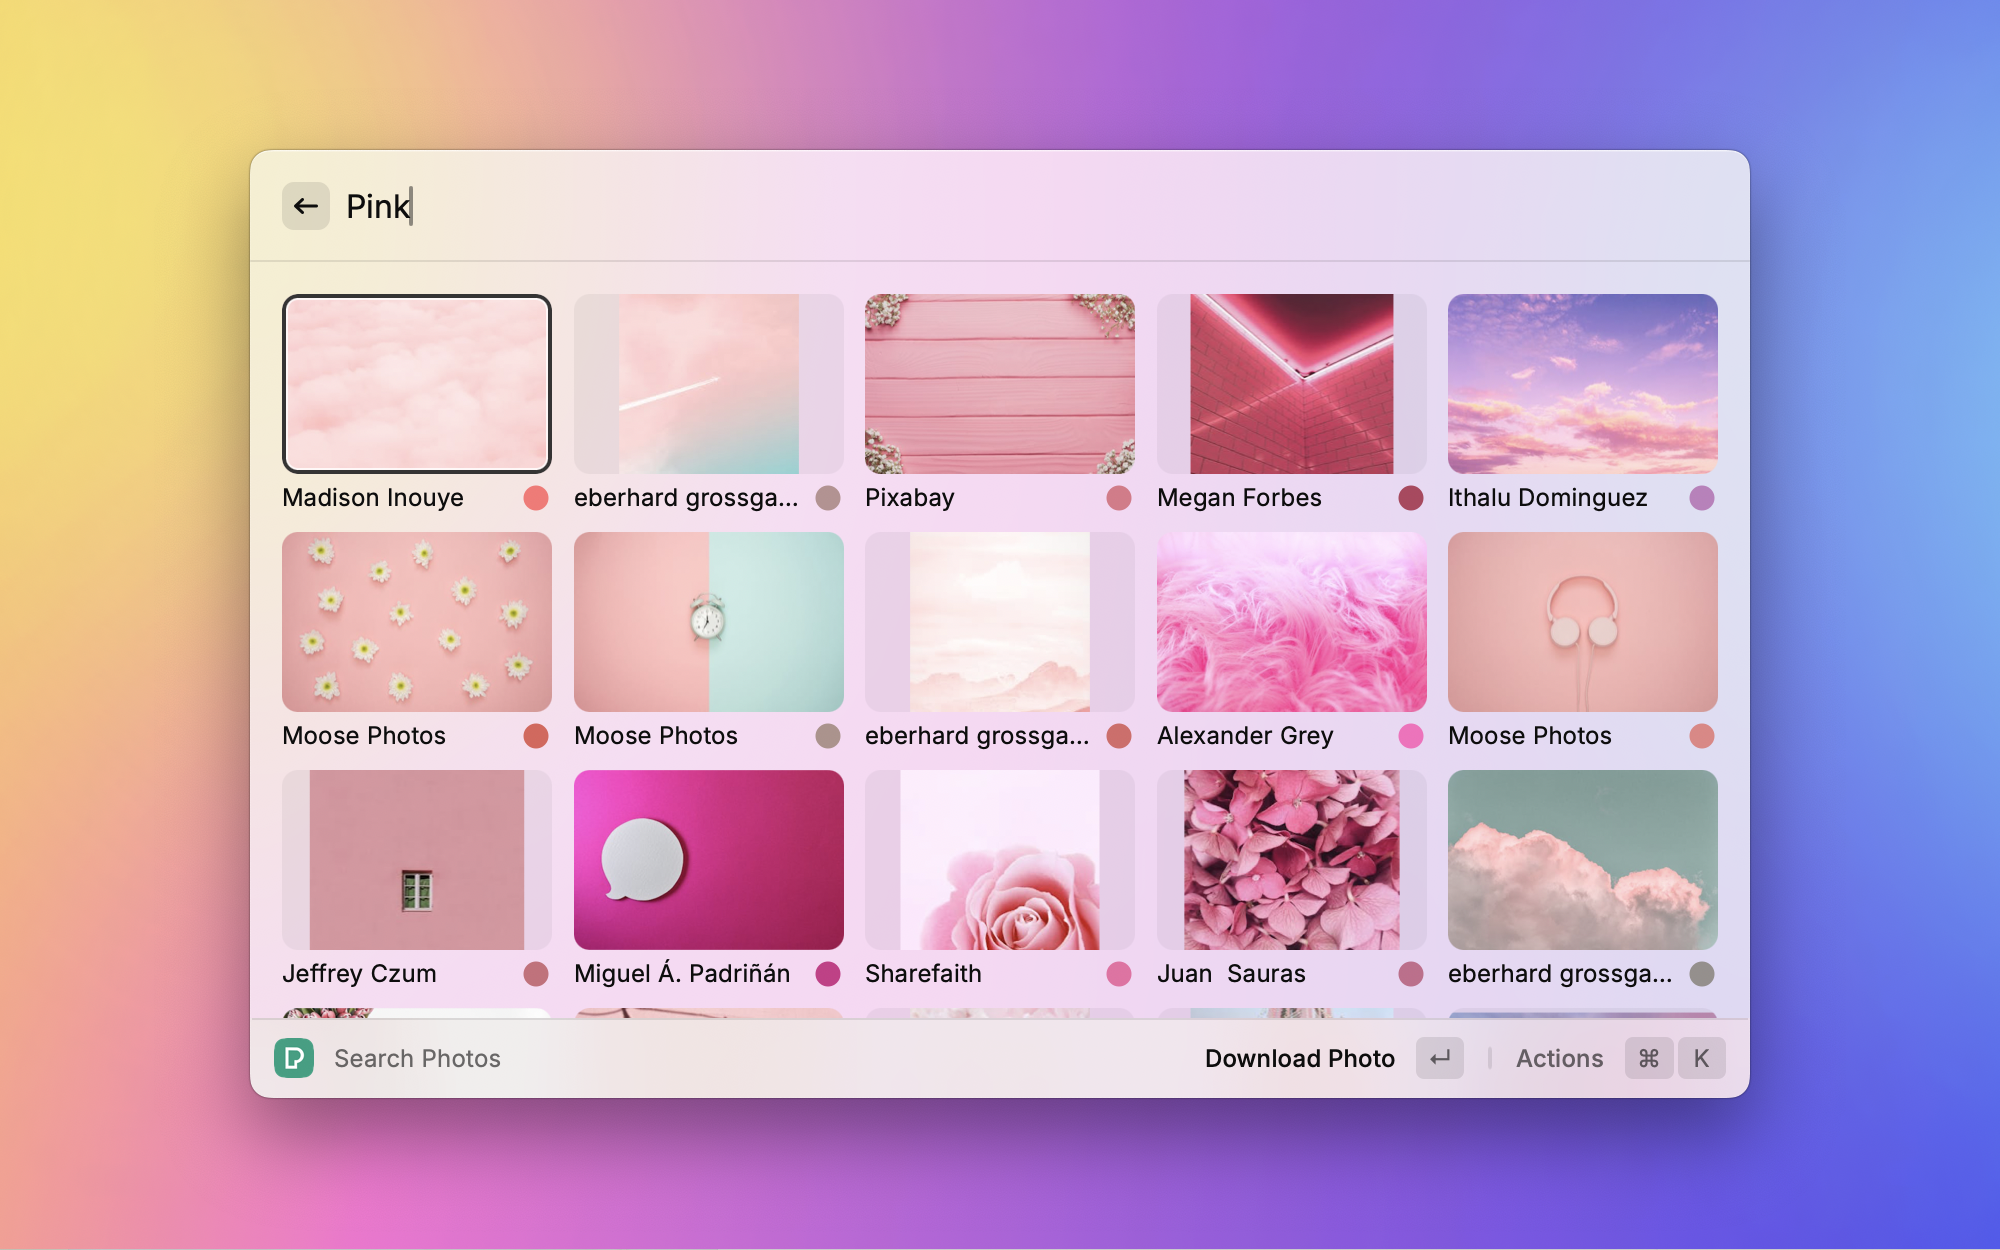 Pink
Madison Inouye
eberhard grossga...
Pixabay
Megan Forbes
Ithalu Dominguez
Moose Photos
Moose Photos
eberhard grossga...
Alexander Grey
Moose Photos
Jeffrey Czum
Miguel Á. Padriñán
Sharefaith
Juan  Sauras
eberhard grossga...
Search Photos
Download Photo
Actions ⌘ K